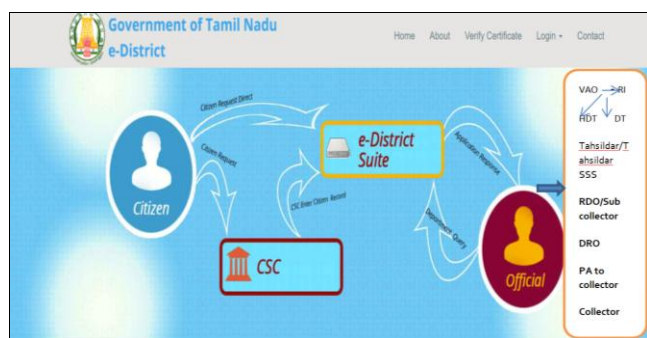 Government of Tamil Nadu
e-District
Home About Verify Certificate Login Contact
Citizen Request Direct
Citizen Request
CSC Enter Citizen Record
Application Response
Department Query
Citizen
e-District
Suite
CSC
Official
VAO RI
HDT DT
Tahsildar/T
ahsildar
SSS
RDO/Sub
collector
DRO
PA to
collector
Collector